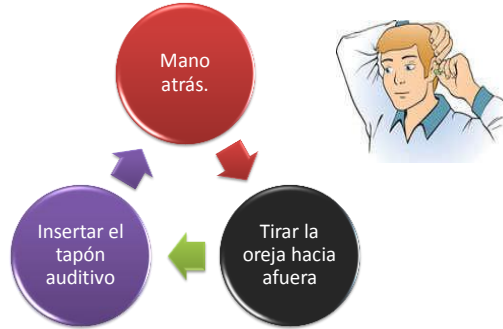 Mano
atrás.
Tirar la
oreja hacia
afuera
Insertar el
tapón
auditivo